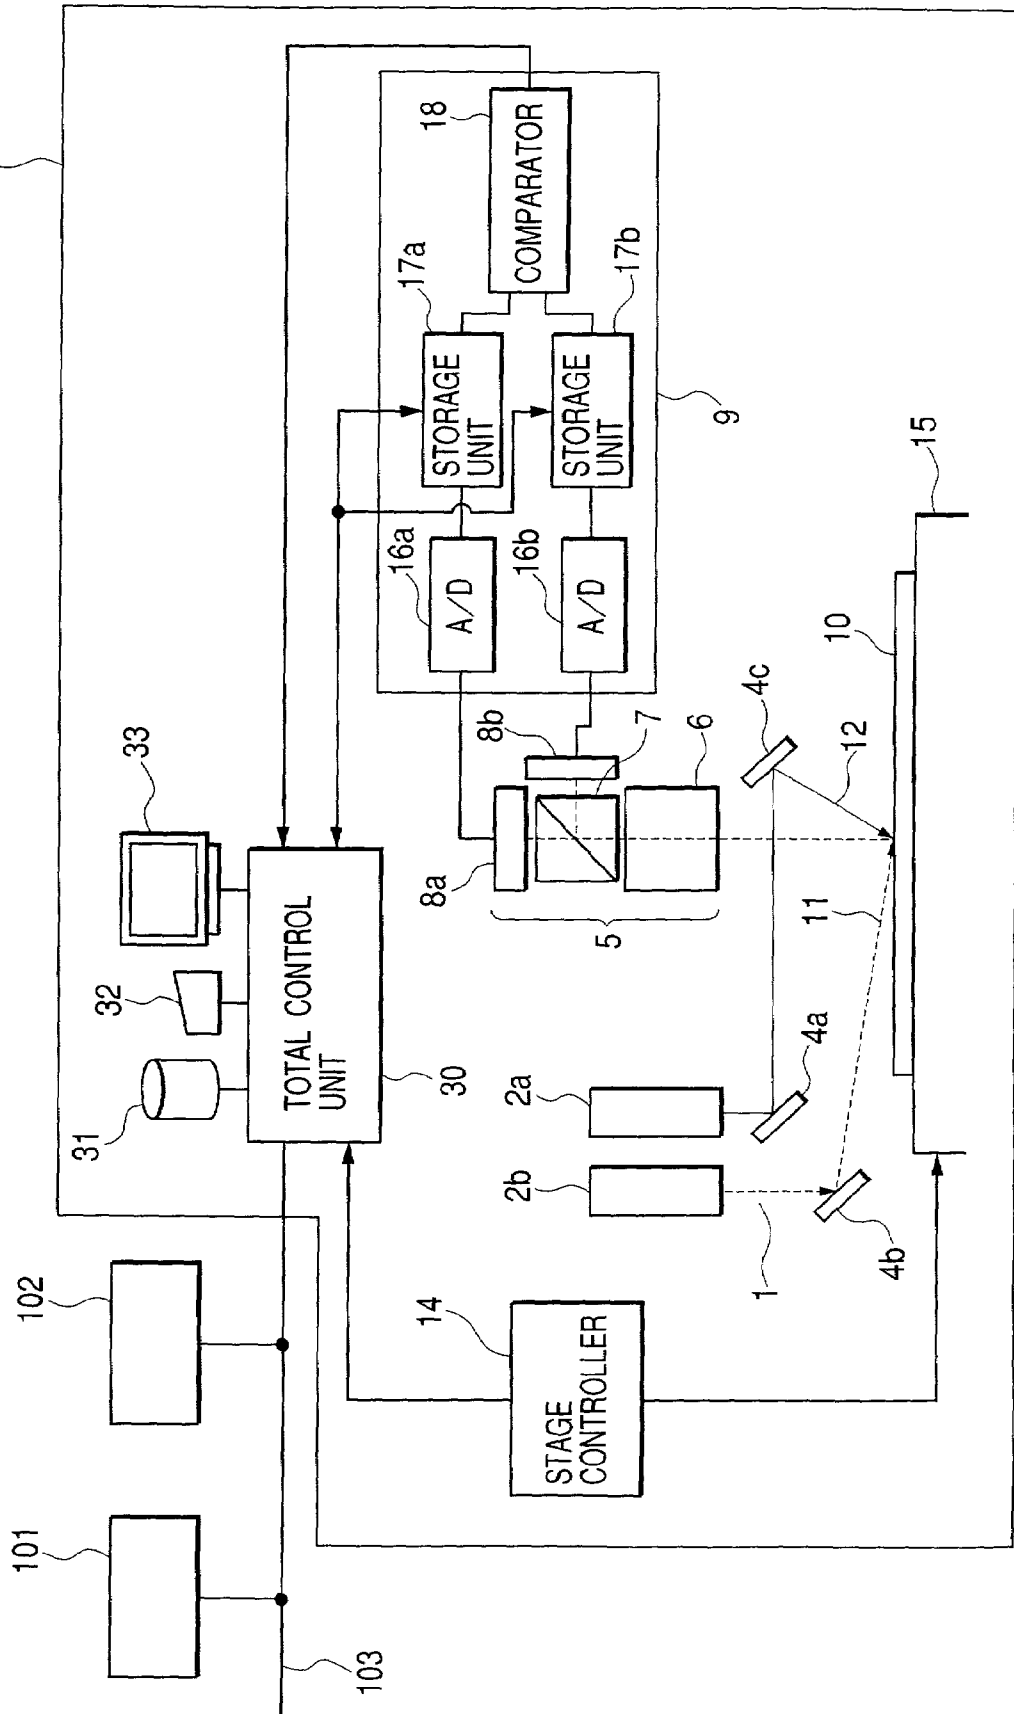 101
102
103
31
32
33
TOTAL CONTROL
UNIT
30
18
COMPARATOR
17a
STORAGE
UNIT
17b
STORAGE
UNIT
16a
A/D
16b
A/D
9
8a
8b
7
6
5
4c
12
11
10
15
2a
2b
4a
4b
1
14
STAGE
CONTROLLER